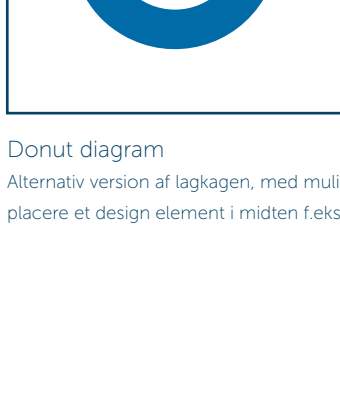 Donut diagram
Alternativ version af lagkagen, med muli
placere et design element i midten f.eks